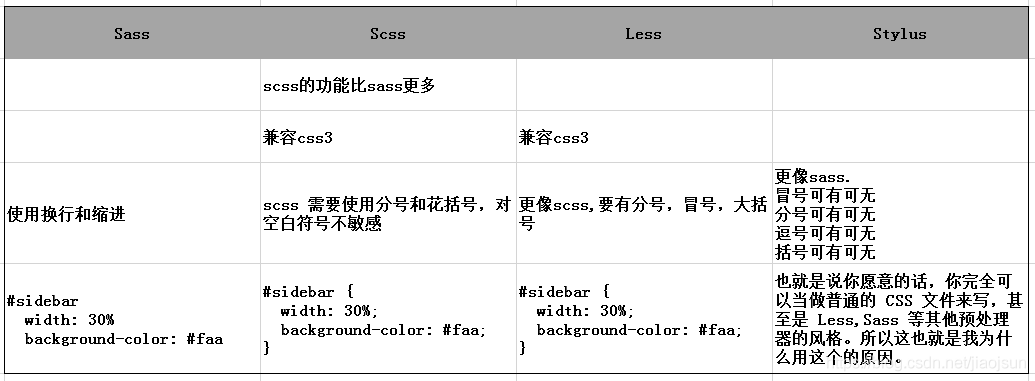 Sass
Scss
Less
Stylus
scss的功能比sass更多
兼容css3
兼容css3
使用换行和缩进
scss 需要使用分号和花括号，对
空白符号不敏感
更像scss,要有分号，冒号，大括
号
更像sass.
冒号可有可无
分号可有可无
逗号可有可无
括号可有可无
#sidebar
width: 30%
background-color: #faa
#sidebar {
width: 30%;
background-color: #faa;
}
#sidebar {
width: 30%;
background-color: #faa;
}
也就是说你愿意的话，你完全可
以当做普通的 CSS 文件来写，甚
至是 Less,Sass 等其他预处理
器的风格。所以这也就是我为什
么用这个的原因。
csdn.net/jiaojsun